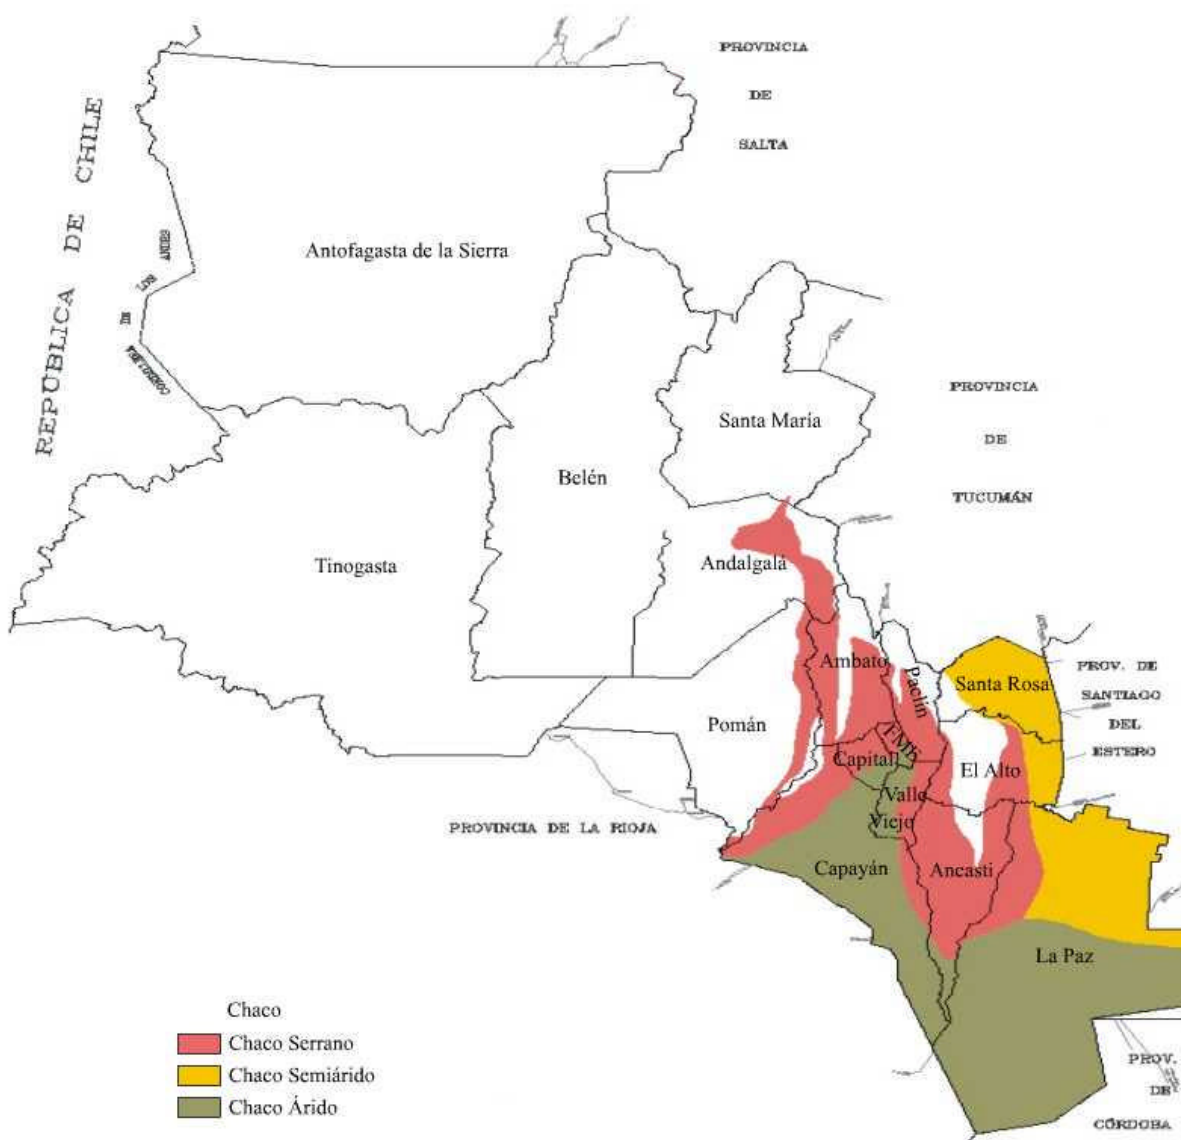 PROVINCIA
DE
SALTA
REPÚBLICA DE CHILE
Antofagasta de la Sierra
PROVINCIA
DE
TUCUMÁN
Santa María
Belén
Tinogasta
Andalgalá
Ambato
Paclín
Santa Rosa
PROV. DE
SANTIAGO
DEL
ESTERO
Pomán
FME
Capital
El Alto
Valle
Viejo
PROVINCIA DE LA RIOJA
Capayán
Ancasti
La Paz
Chaco
Chaco Serrano
Chaco Semiárido
Chaco Árido
PROV.
DE
CÓRDOBA